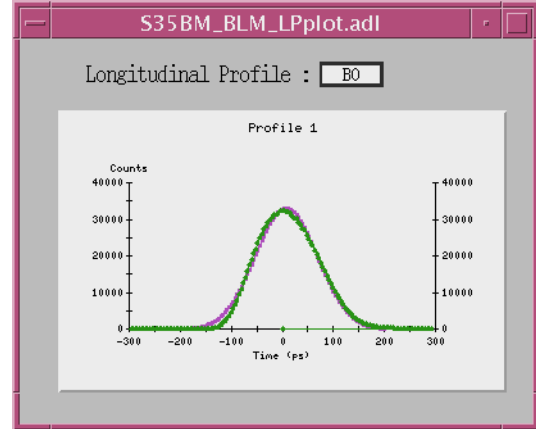 S35BM_BLM_LPplot.adl
Longitudinal Profile : B0
Profile 1
Counts
40000 40000
30000 30000
20000 20000
10000 10000
0 0
-300 -200 -100 0 100 200 300
Time (ps)